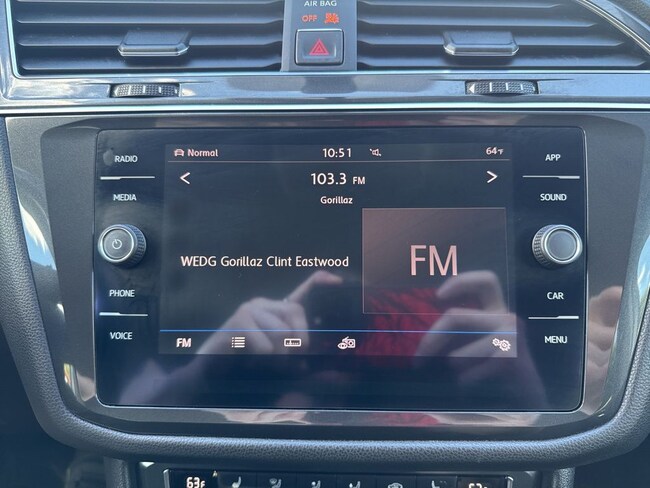 AIR BAG
OFF
RADIO
MEDIA
PHONE
VOICE
Normal 10:51 64°F
< 103.3 FM >
Gorillaz
WEDG Gorillaz Clint Eastwood
FM
FM
APP
SOUND
CAR
MENU
63F